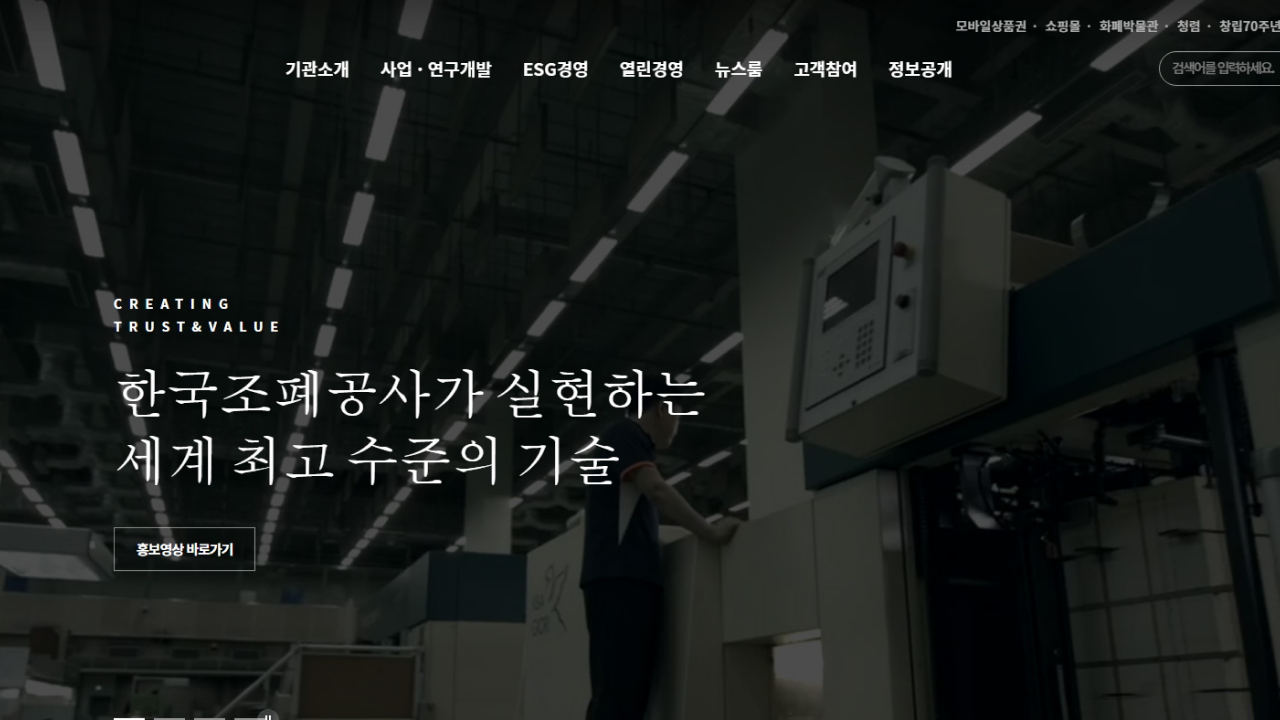 모바일상품권 · 쇼핑몰 · 화폐박물관 · 청렴 · 창립70주년
기관소개 사업 · 연구개발 ESG경영 열린경영 뉴스룸 고객참여 정보공개
검색어를 입력하세요.
CREATING
TRUST&VALUE
한국조폐공사가 실현하는
세계 최고 수준의 기술
홍보영상 바로가기